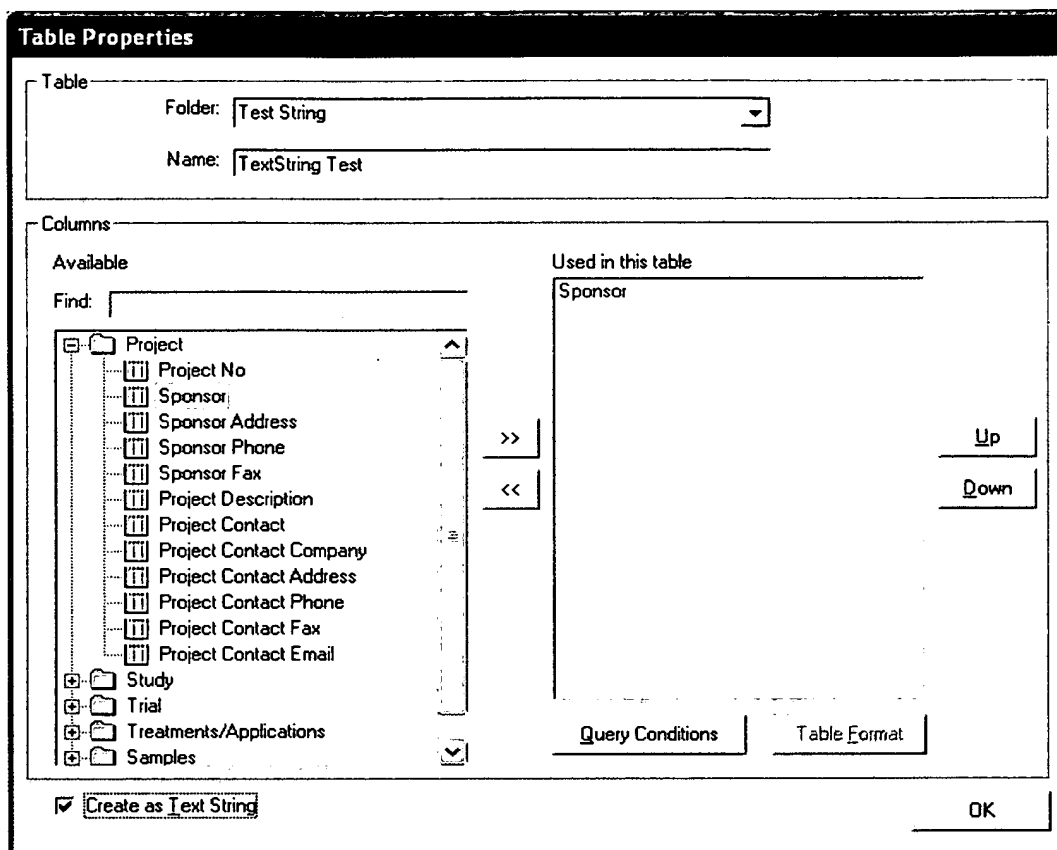 Table Properties
Table
Folder: Test String
Name: TextString Test
Columns
Available
Find:
Project
Project No
Sponsor
Sponsor Address
Sponsor Phone
Sponsor Fax
Project Description
Project Contact
Project Contact Company
Project Contact Address
Project Contact Phone
Project Contact Fax
Project Contact Email
Study
Trial
Treatments/Applications
Samples
>>
<<
Used in this table
Sponsor
Up
Down
Query Conditions
Table Format
Create as Text String
OK